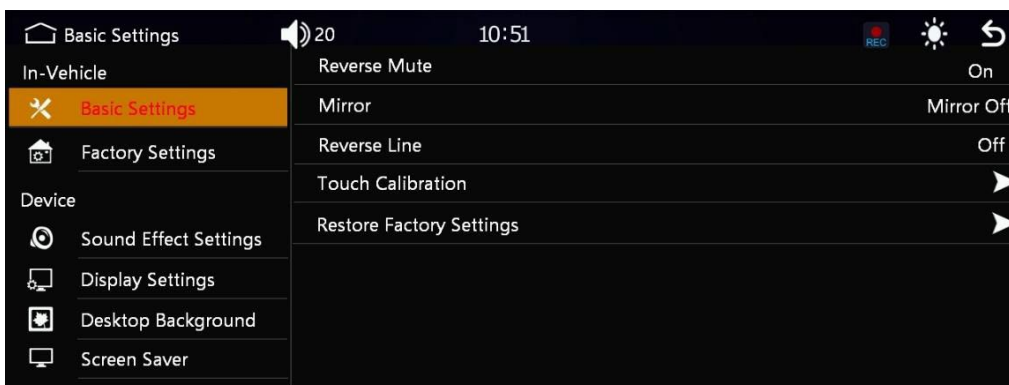 Basic Settings
20
10:51
REC
In-Vehicle
Basic Settings
Factory Settings
Device
Sound Effect Settings
Display Settings
Desktop Background
Screen Saver
Reverse Mute On
Mirror Mirror Off
Reverse Line Off
Touch Calibration
Restore Factory Settings